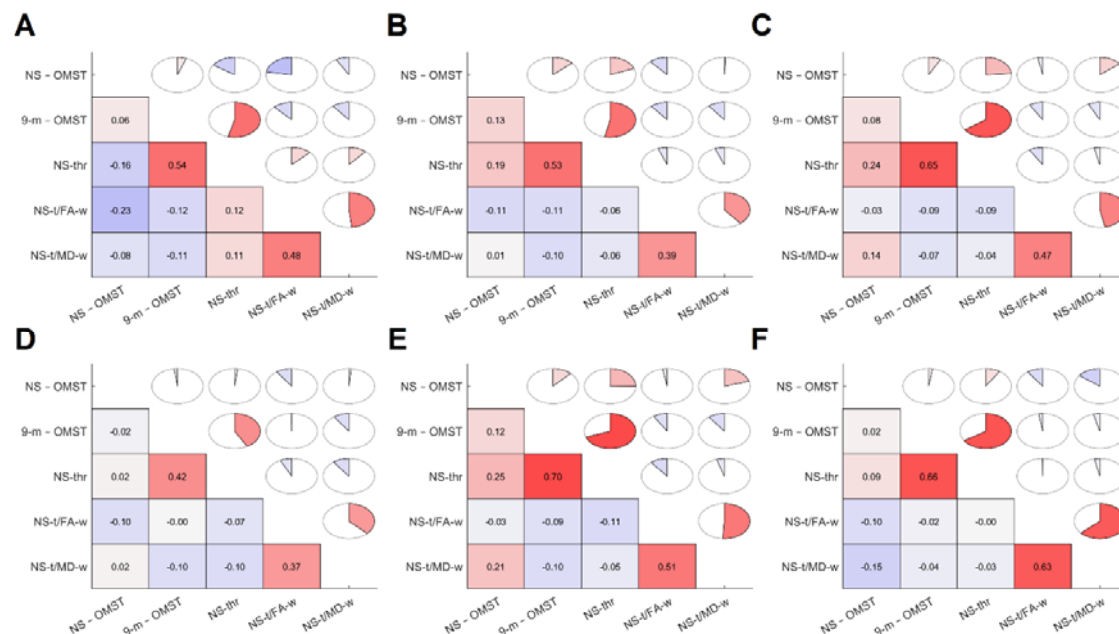 A
NS – OMST
9-m – OMST
0.06
NS-thr
-0.16 0.54
NS-t/FA-w
-0.23 -0.12 0.12
NS-t/MD-w
-0.08 -0.11 0.11 0.48
NS – OMST 9-m – OMST NS-thr NS-t/FA-w NS-t/MD-w
B
NS – OMST
9-m – OMST
0.13
NS-thr
0.19 0.53
NS-t/FA-w
-0.11 -0.11 -0.06
NS-t/MD-w
0.01 -0.10 -0.06 0.39
NS – OMST 9-m – OMST NS-thr NS-t/FA-w NS-t/MD-w
C
NS – OMST
9-m – OMST
0.08
NS-thr
0.24 0.65
NS-t/FA-w
-0.03 -0.09 -0.09
NS-t/MD-w
0.14 -0.07 -0.04 0.47
NS – OMST 9-m – OMST NS-thr NS-t/FA-w NS-t/MD-w
D
NS – OMST
9-m – OMST
-0.02
NS-thr
0.02 0.42
NS-t/FA-w
-0.10 -0.00 -0.07
NS-t/MD-w
0.02 -0.10 -0.10 0.37
NS – OMST 9-m – OMST NS-thr NS-t/FA-w NS-t/MD-w
E
NS – OMST
9-m – OMST
0.12
NS-thr
0.25 0.70
NS-t/FA-w
-0.03 -0.09 -0.11
NS-t/MD-w
0.21 -0.10 -0.05 0.51
NS – OMST 9-m – OMST NS-thr NS-t/FA-w NS-t/MD-w
F
NS – OMST
9-m – OMST
0.02
NS-thr
0.09 0.66
NS-t/FA-w
-0.10 -0.02 -0.00
NS-t/MD-w
-0.15 -0.04 -0.03 0.63
NS – OMST 9-m – OMST NS-thr NS-t/FA-w NS-t/MD-w